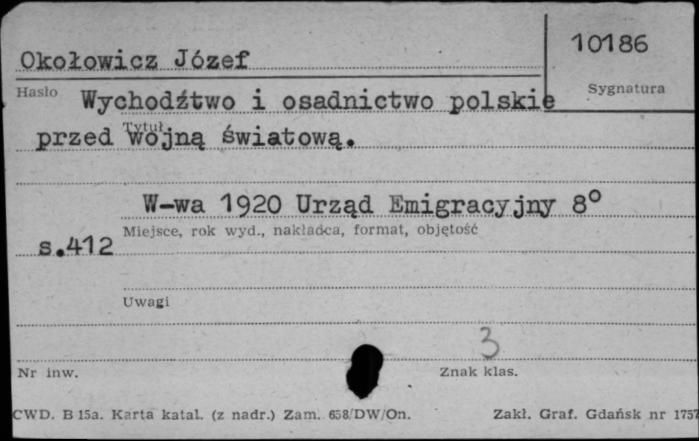 Okołowicz Józef
10186
Hasło
Sygnatura
Wychodźtwo i osadnictwo polskie
Tytuł
przed wojną światową.
W-wa 1920 Urząd Emigracyjny 8°
Miejsce, rok wyd., nakładca, format, objętość
s.412
Uwagi
3
Nr inw.
Znak klas.
CWD. B 15a. Karta katal. (z nadr.) Zam. 658/DW/On.
Zakł. Graf. Gdańsk nr 1757